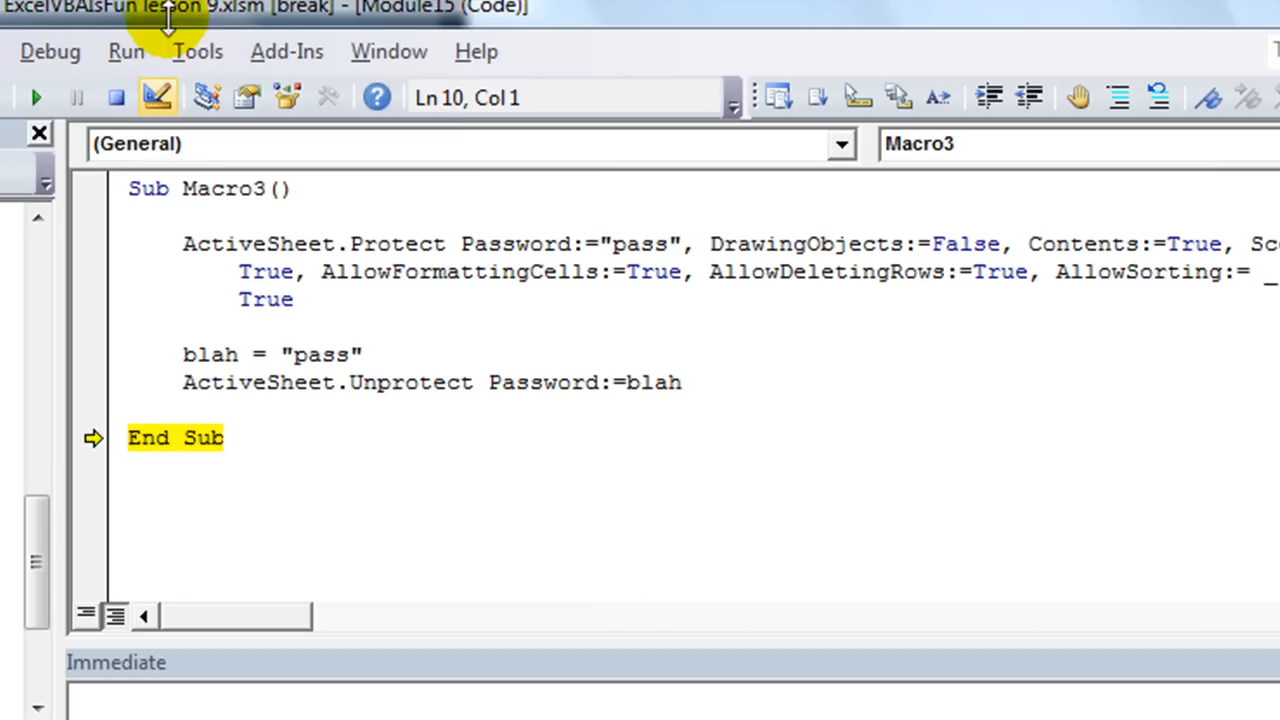 ExcelVBAIsFun lesson 9.xlsm [break] - [Module15 (Code)]
Debug Run Tools Add-Ins Window Help
Ln 10, Col 1
(General) Macro3
Sub Macro3()
ActiveSheet.Protect Password:="pass", DrawingObjects:=False, Contents:=True, Sc
True, AllowFormattingCells:=True, AllowDeletingRows:=True, AllowSorting:= _
True
blah = "pass"
ActiveSheet.Unprotect Password:=blah
End Sub
Immediate